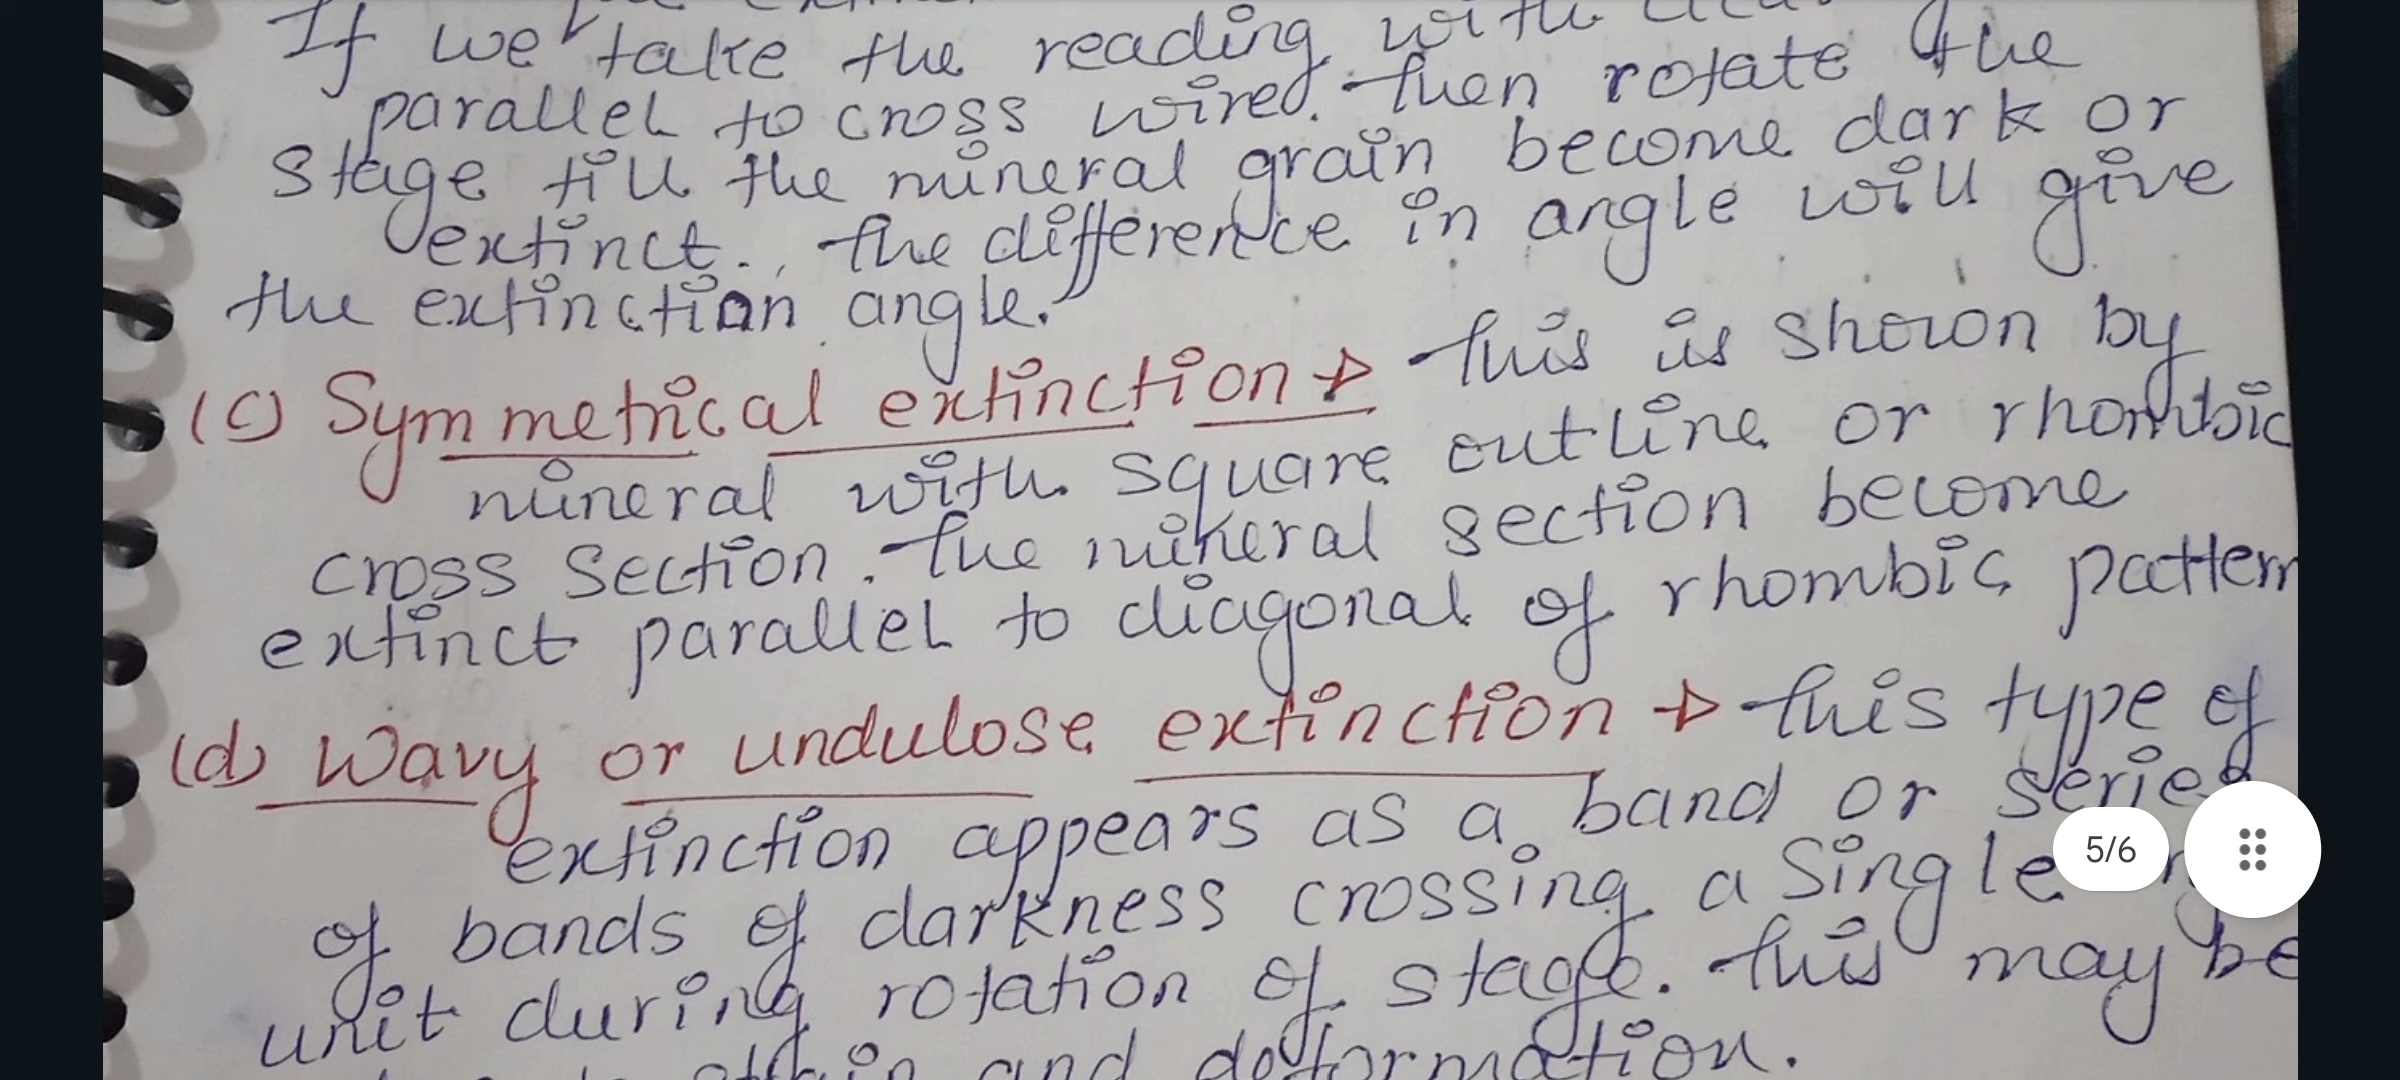 If we take the reading with
parallel to cross wired. Then rotate the
stage till the mineral grain become dark or
extinct., The difference in angle will give
the extinction angle.
(c) Symmetrical extinction → This is shown by
mineral with square outline or rhombic
cross section. The mineral section become
extinct parallel to diagonal of rhombic pattern
(d) Wavy or undulose extinction → This type of
extinction appears as a band or series
of bands of darkness crossing a single
unit during rotation of stage. This may be
and deformation.
5/6